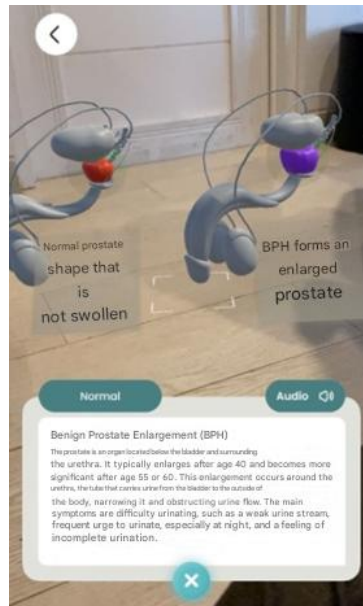 Normal prostate
shape that
is
not swollen
BPH forms an
enlarged
prostate
Normal
Audio
Benign Prostate Enlargement (BPH)
The prostate is an organ located below the bladder and surrounding
the urethra. It typically enlarges after age 40 and becomes more
significant after age 55 or 60. This enlargement occurs around the
urethra, the tube that carries urine from the bladder to the outside of
the body, narrowing it and obstructing urine flow. The main
symptoms are difficulty urinating, such as a weak urine stream,
frequent urge to urinate, especially at night, and a feeling of
incomplete urination.